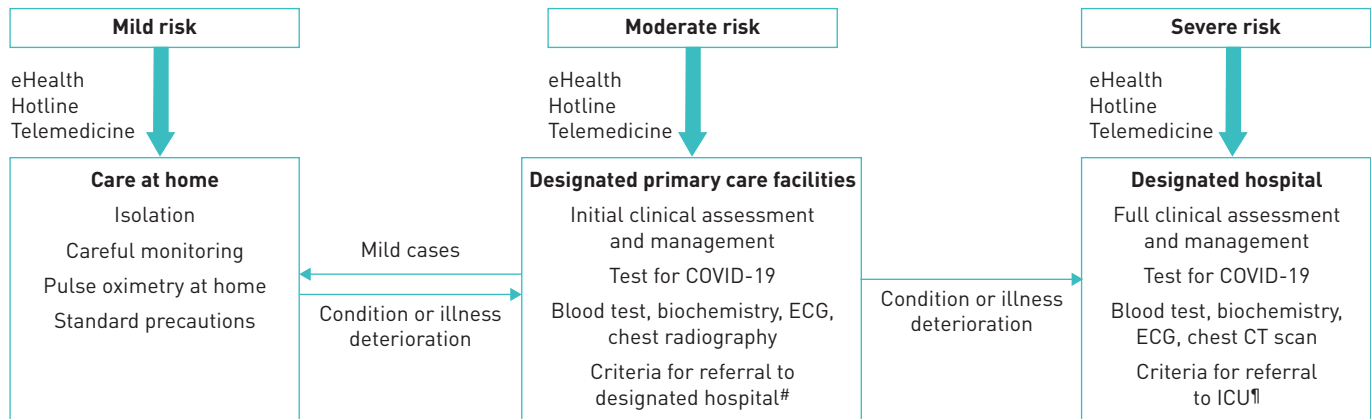 Mild risk
eHealth
Hotline
Telemedicine
Care at home
Isolation
Careful monitoring
Pulse oximetry at home
Standard precautions
Mild cases
Condition or illness
deterioration
Moderate risk
eHealth
Hotline
Telemedicine
Designated primary care facilities
Initial clinical assessment
and management
Test for COVID-19
Blood test, biochemistry, ECG,
chest radiography
Criteria for referral to
designated hospital#
Condition or illness
deterioration
Severe risk
eHealth
Hotline
Telemedicine
Designated hospital
Full clinical assessment
and management
Test for COVID-19
Blood test, biochemistry,
ECG, chest CT scan
Criteria for referral
to ICU¶